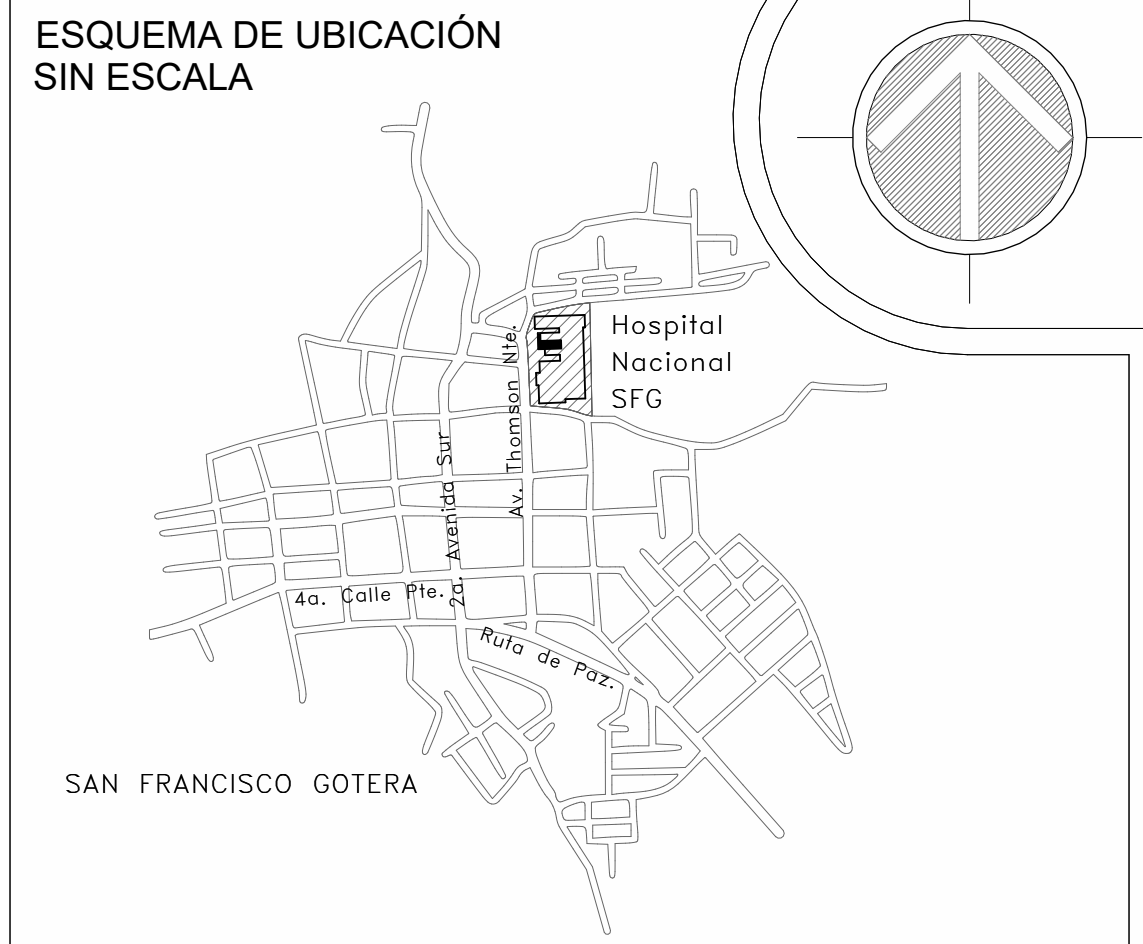 ESQUEMA DE UBICACIÓN
SIN ESCALA
Hospital
Nacional
SFG
Av. Thomson Nte.
2a. Avenida Sur
4a. Calle Pte.
Ruta de Paz.
SAN FRANCISCO GOTERA